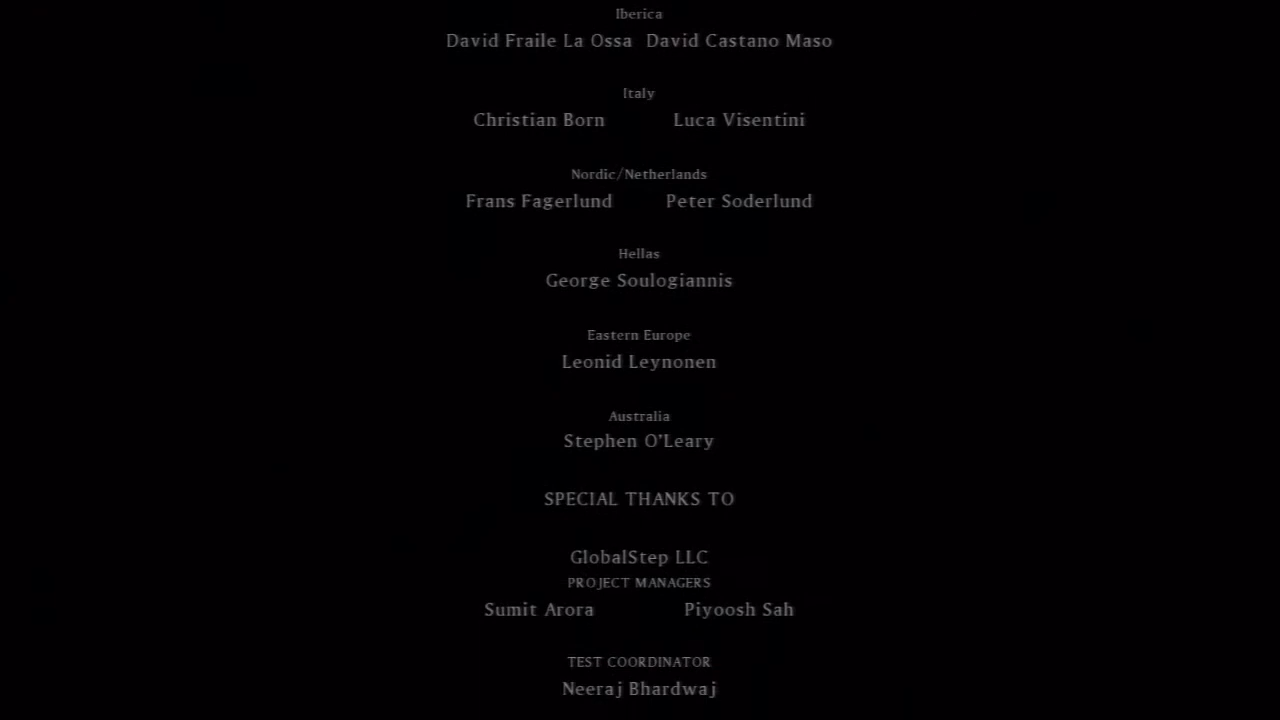 Iberica
David Fraile La Ossa David Castano Maso
Italy
Christian Born Luca Visentini
Nordic/Netherlands
Frans Fagerlund Peter Soderlund
Hellas
George Soulogiannis
Eastern Europe
Leonid Leynonen
Australia
Stephen O'Leary
SPECIAL THANKS TO
GlobalStep LLC
PROJECT MANAGERS
Sumit Arora Piyoosh Sah
TEST COORDINATOR
Neeraj Bhardwaj